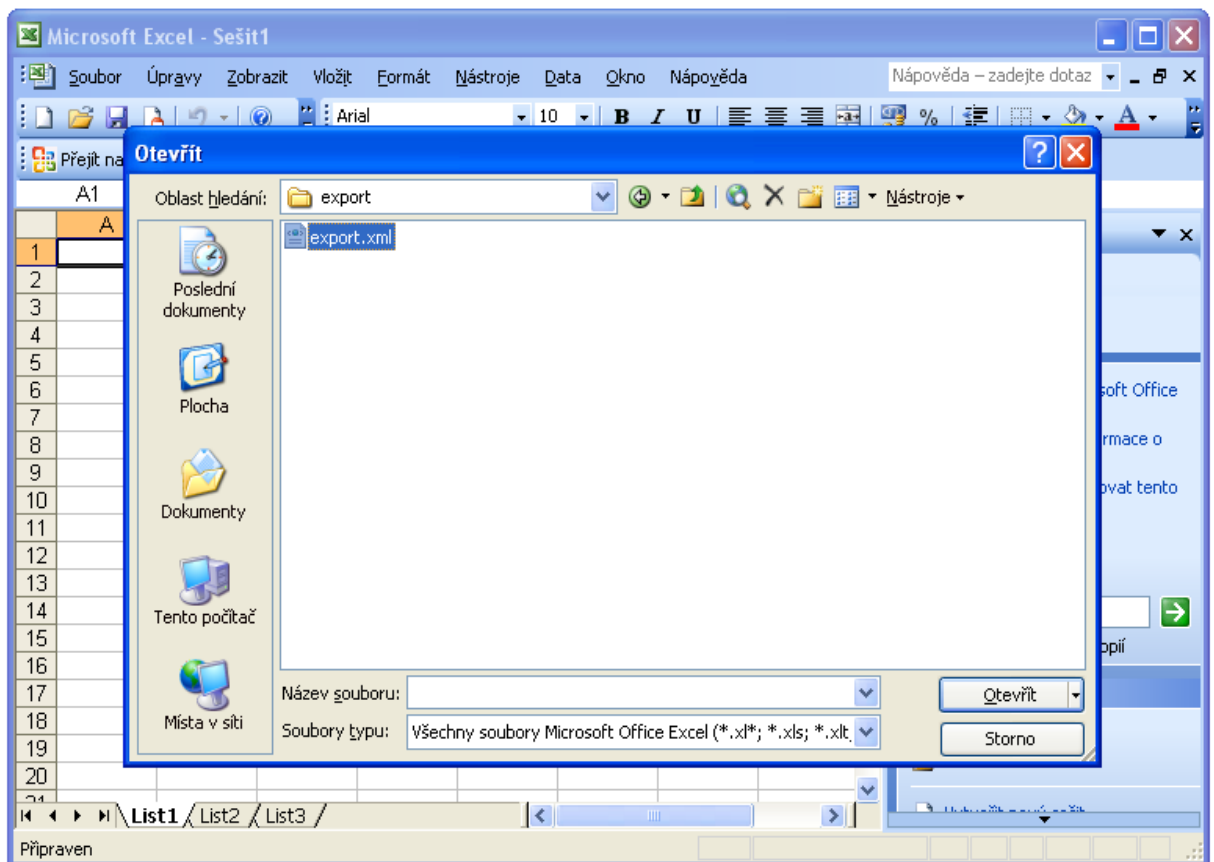 Microsoft Excel - Sešit1
Soubor Úpravy Zobrazit Vložit Formát Nástroje Data Okno Nápověda Nápověda – zadejte dotaz
Arial 10 B I U %  A
Přejít na
Otevřít
A1
Oblast hledání: export Nástroje
A
export.xml
1
2
3
4
5
6
7
8
9
10
11
12
13
14
15
16
17
18
19
20
Poslední
dokumenty
Plocha
Dokumenty
Tento počítač
Místa v síti
soft Office
rmace o
ovat tento
opií
Název souboru:
Otevřít
Soubory typu: Všechny soubory Microsoft Office Excel (*.xl*; *.xls; *.xlt;
Storno
List1 List2 List3
Připraven